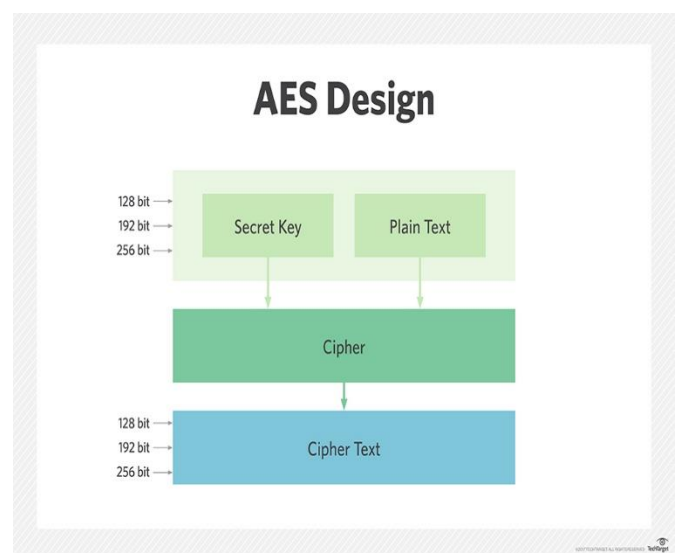 AES Design
128 bit
192 bit
256 bit
Secret Key
Plain Text
Cipher
128 bit
192 bit
256 bit
Cipher Text
TechTarget